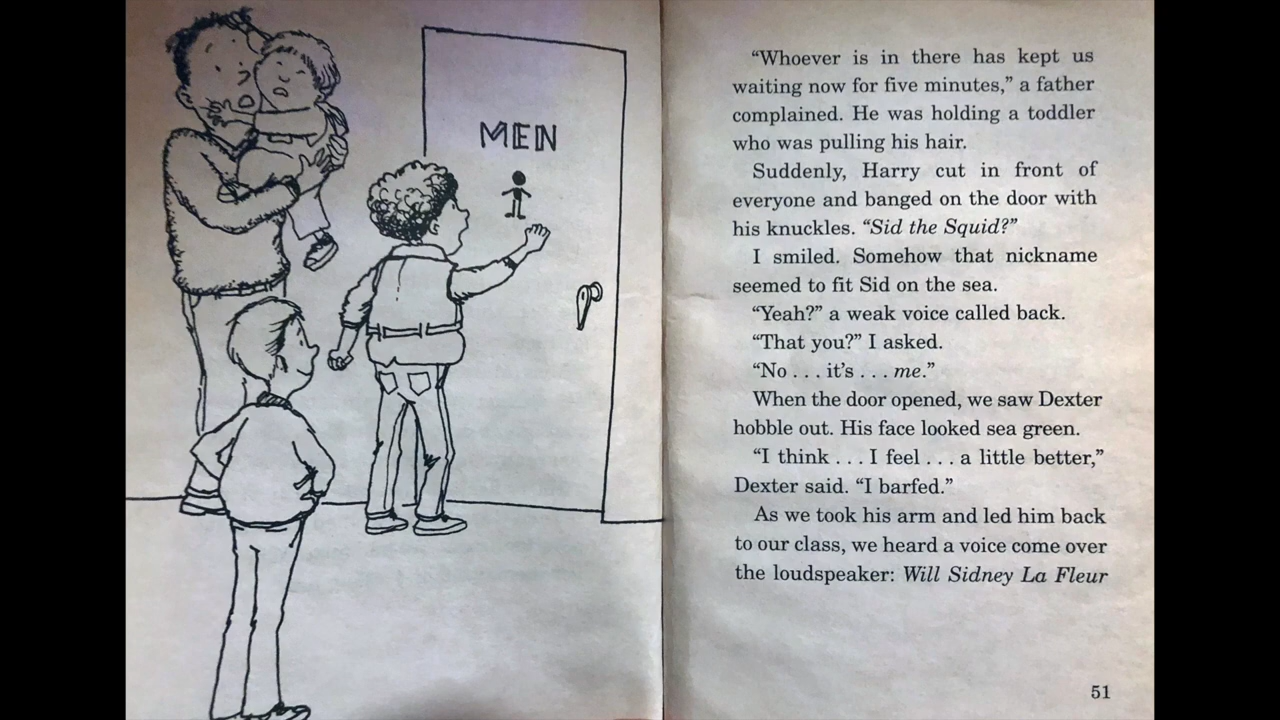 MEN
“Whoever is in there has kept us
waiting now for five minutes,” a father
complained. He was holding a toddler
who was pulling his hair.
Suddenly, Harry cut in front of
everyone and banged on the door with
his knuckles. “Sid the Squid?”
I smiled. Somehow that nickname
seemed to fit Sid on the sea.
“Yeah?” a weak voice called back.
“That you?” I asked.
“No . . . it’s . . . me.”
When the door opened, we saw Dexter
hobble out. His face looked sea green.
“I think . . . I feel . . . a little better,”
Dexter said. “I barfed.”
As we took his arm and led him back
to our class, we heard a voice come over
the loudspeaker: Will Sidney La Fleur
51